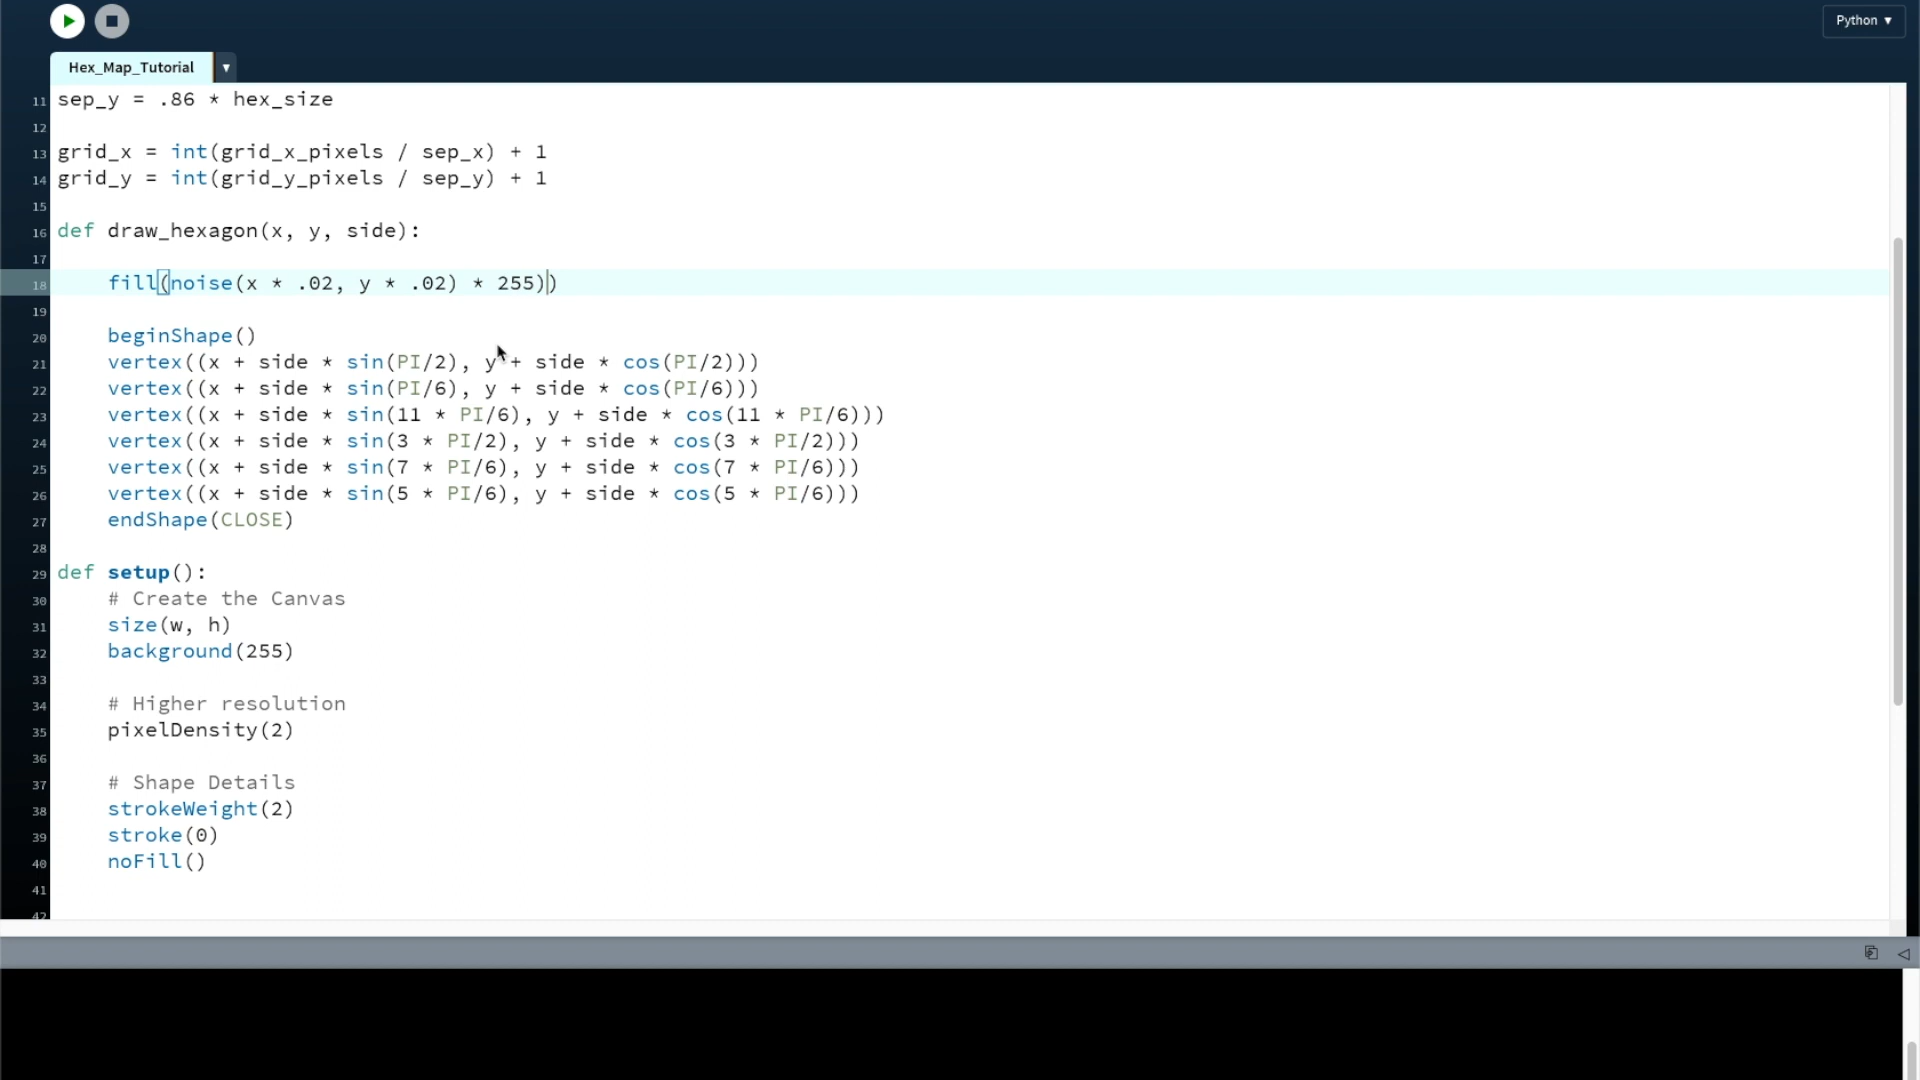 Python ▼
Hex_Map_Tutorial ▼
11 sep_y = .86 * hex_size
12
13 grid_x = int(grid_x_pixels / sep_x) + 1
14 grid_y = int(grid_y_pixels / sep_y) + 1
15
16 def draw_hexagon(x, y, side):
17
18     fill(noise(x * .02, y * .02) * 255))
19
20     beginShape()
21     vertex((x + side * sin(PI/2), y + side * cos(PI/2)))
22     vertex((x + side * sin(PI/6), y + side * cos(PI/6)))
23     vertex((x + side * sin(11 * PI/6), y + side * cos(11 * PI/6)))
24     vertex((x + side * sin(3 * PI/2), y + side * cos(3 * PI/2)))
25     vertex((x + side * sin(7 * PI/6), y + side * cos(7 * PI/6)))
26     vertex((x + side * sin(5 * PI/6), y + side * cos(5 * PI/6)))
27     endShape(CLOSE)
28
29 def setup():
30     # Create the Canvas
31     size(w, h)
32     background(255)
33
34     # Higher resolution
35     pixelDensity(2)
36
37     # Shape Details
38     strokeWeight(2)
39     stroke(0)
40     noFill()
41
42